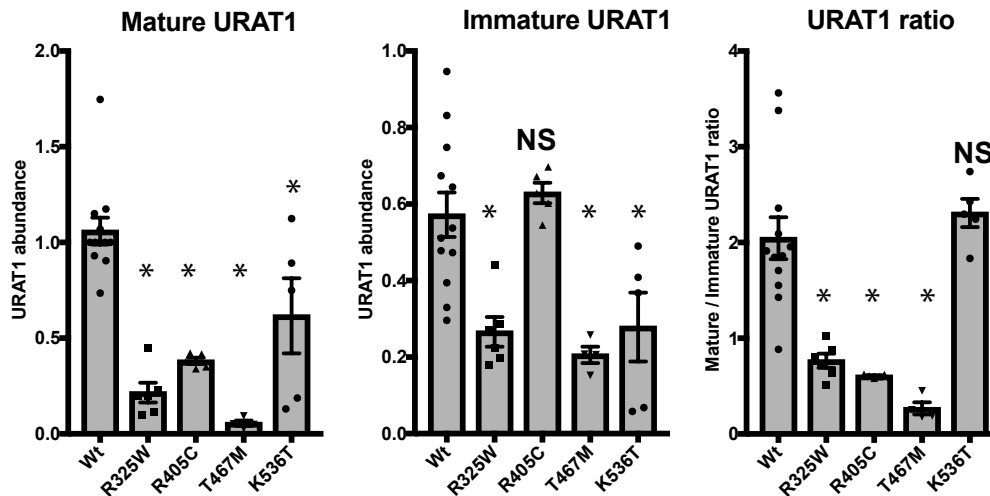 Mature URAT1
URAT1 abundance
2.0
1.5
1.0
0.5
0.0
*
*
*
*
Wt
R325W
R405C
T467M
K536T
Immature URAT1
URAT1 abundance
1.0
0.8
0.6
0.4
0.2
0.0
*
NS
*
*
Wt
R325W
R405C
T467M
K536T
URAT1 ratio
Mature / Immature URAT1 ratio
4
3
2
1
0
*
*
*
NS
Wt
R325W
R405C
T467M
K536T